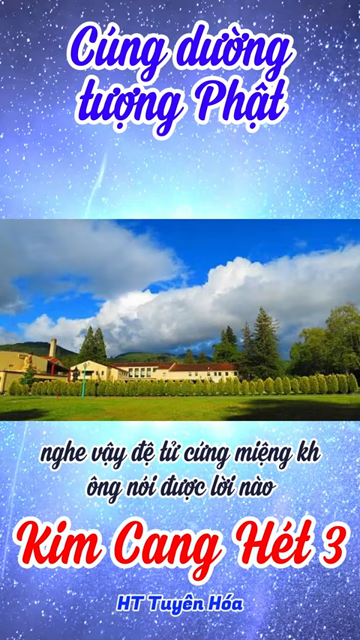 Cúng dường
tượng Phật
nghe vậy đệ tử cứng miệng kh
ông nói được lời nào
Kim Cang Hét 3
HT Tuyên Hóa